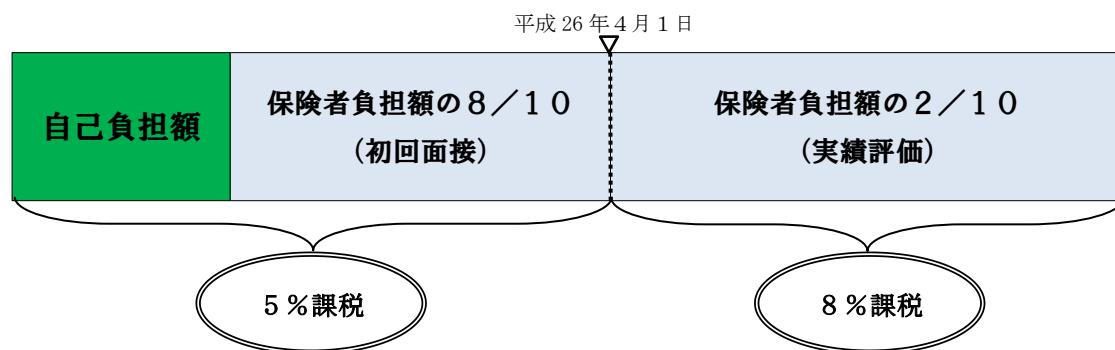 平成 26 年４月１日
自己負担額
保険者負担額の８／１０
（初回面接）
保険者負担額の２／１０
（実績評価）
５％課税
８％課税